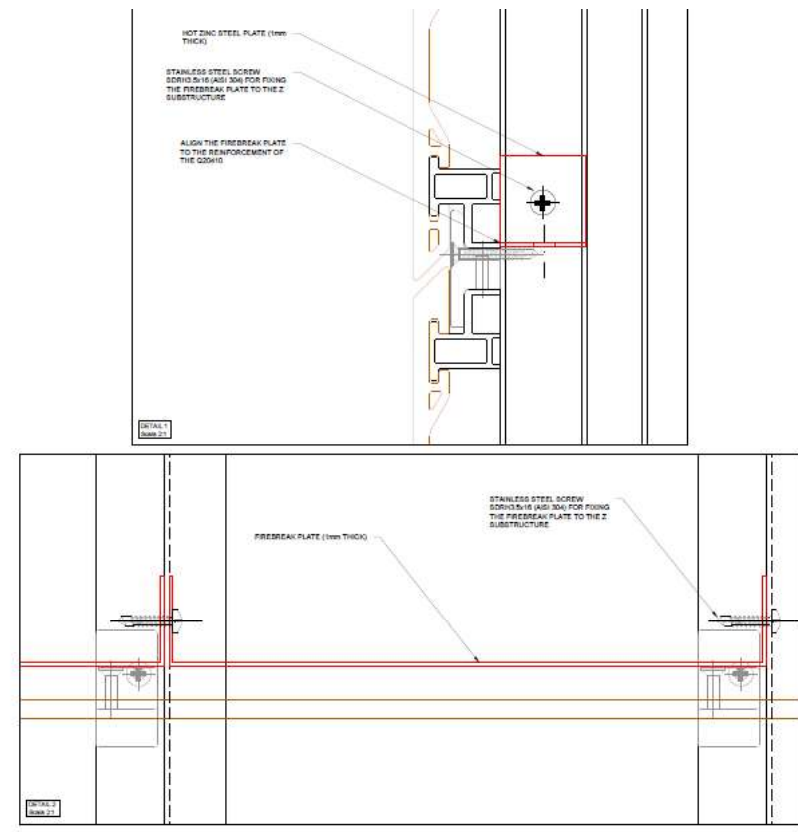 HOT ZINC STEEL PLATE (1mm
THICK)
STAINLESS STEEL SCREW
SDRH3.5x16 (AISI 304) FOR FIXING
THE FIREBREAK PLATE TO THE Z
SUBSTRUCTURE
ALIGN THE FIREBREAK PLATE
TO THE REINFORCEMENT OF
THE G20410
DETAIL 1
Scale 2:1
STAINLESS STEEL SCREW
SDRH3.5x16 (AISI 304) FOR FIXING
THE FIREBREAK PLATE TO THE Z
SUBSTRUCTURE
FIREBREAK PLATE (1mm THICK)
DETAIL 2
Scale 2:1